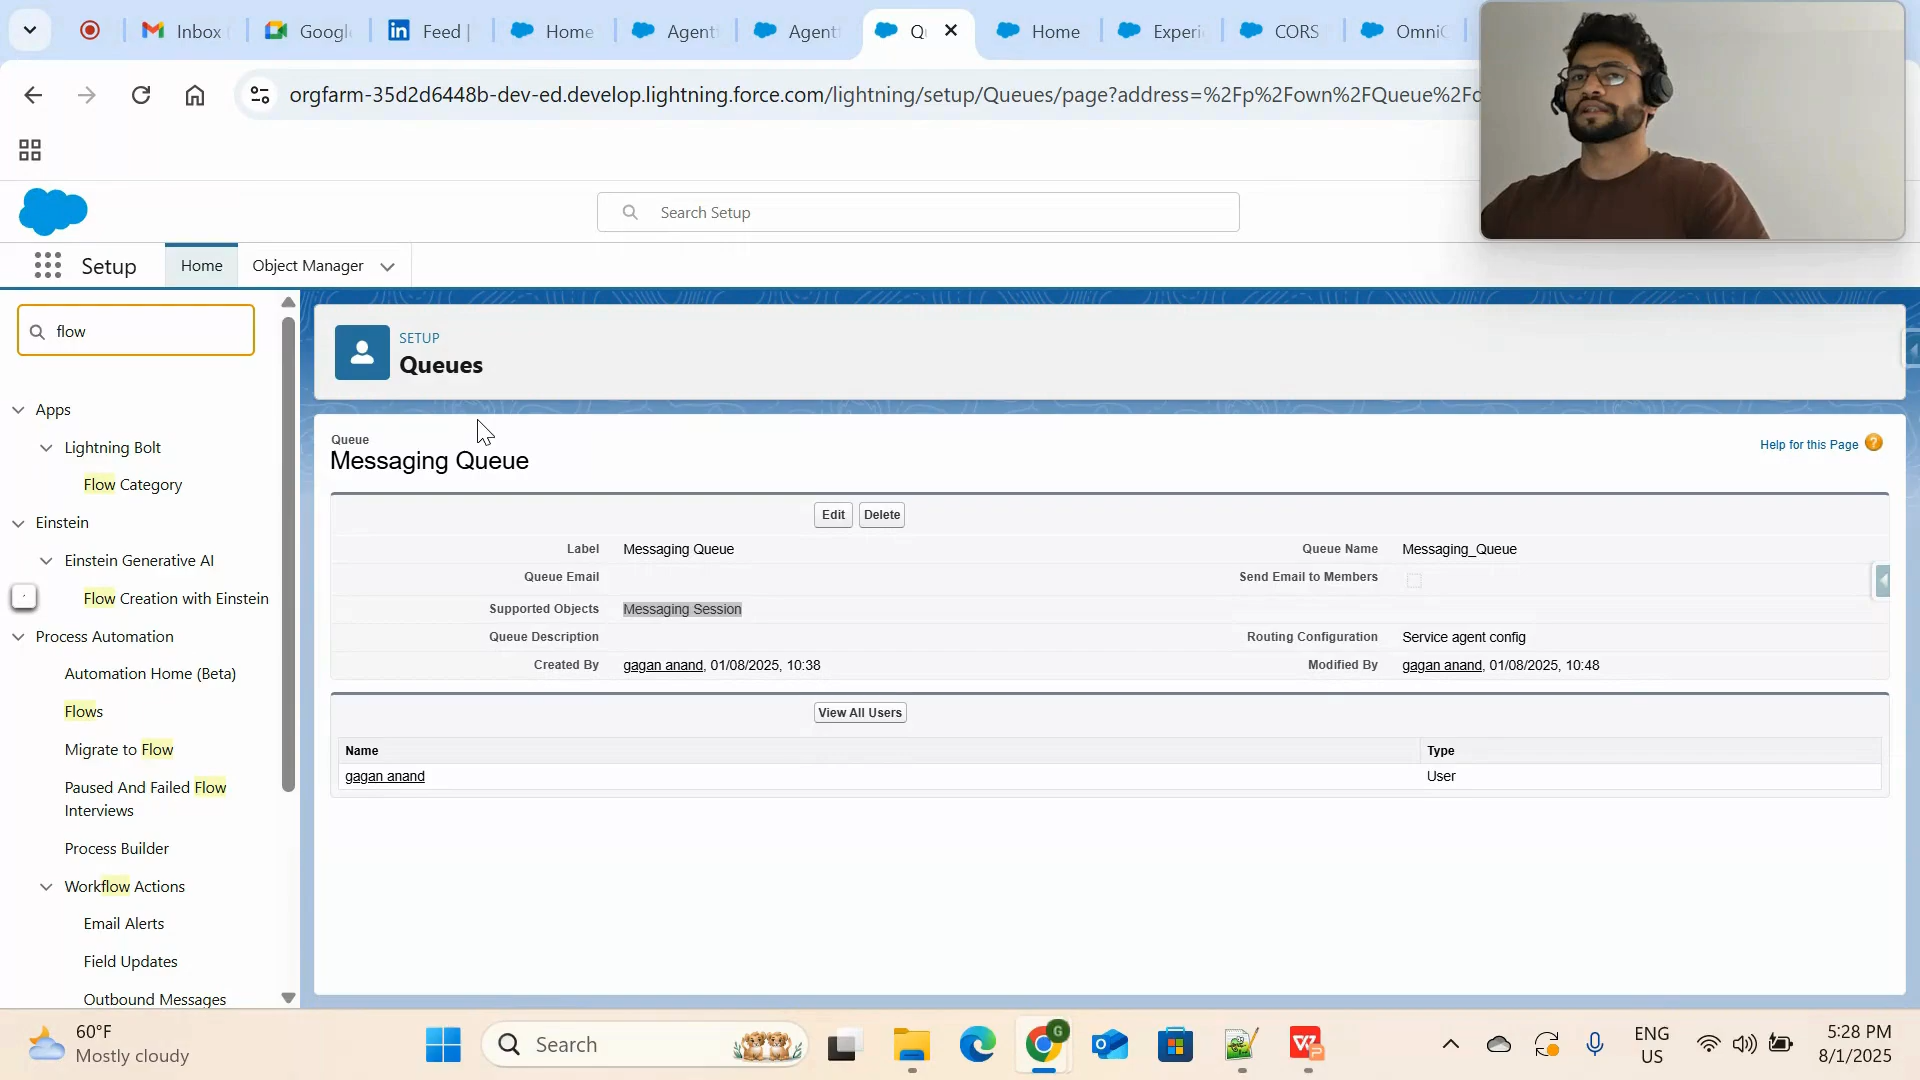 Inbox
Googl
Feed |
Home
Agent
Agent
Q
Home
Experi
CORS
OmniC
orgfarm-35d2d6448b-dev-ed.develop.lightning.force.com/lightning/setup/Queues/page?address=%2Fp%2Fown%2FQueue%2Fd
Search Setup
Setup
Home
Object Manager
flow
Apps
Lightning Bolt
Flow Category
Einstein
Einstein Generative AI
Flow Creation with Einstein
Process Automation
Automation Home (Beta)
Flows
Migrate to Flow
Paused And Failed Flow
Interviews
Process Builder
Workflow Actions
Email Alerts
Field Updates
Outbound Messages
SETUP
Queues
Queue
Messaging Queue
Help for this Page
Edit Delete
Label Messaging Queue Queue Name Messaging_Queue
Queue Email Send Email to Members
Supported Objects Messaging Session
Queue Description Routing Configuration Service agent config
Created By gagan anand, 01/08/2025, 10:38 Modified By gagan anand, 01/08/2025, 10:48
View All Users
Name Type
gagan anand User
60°F
Mostly cloudy
Search
G
ENG
US
5:28 PM
8/1/2025